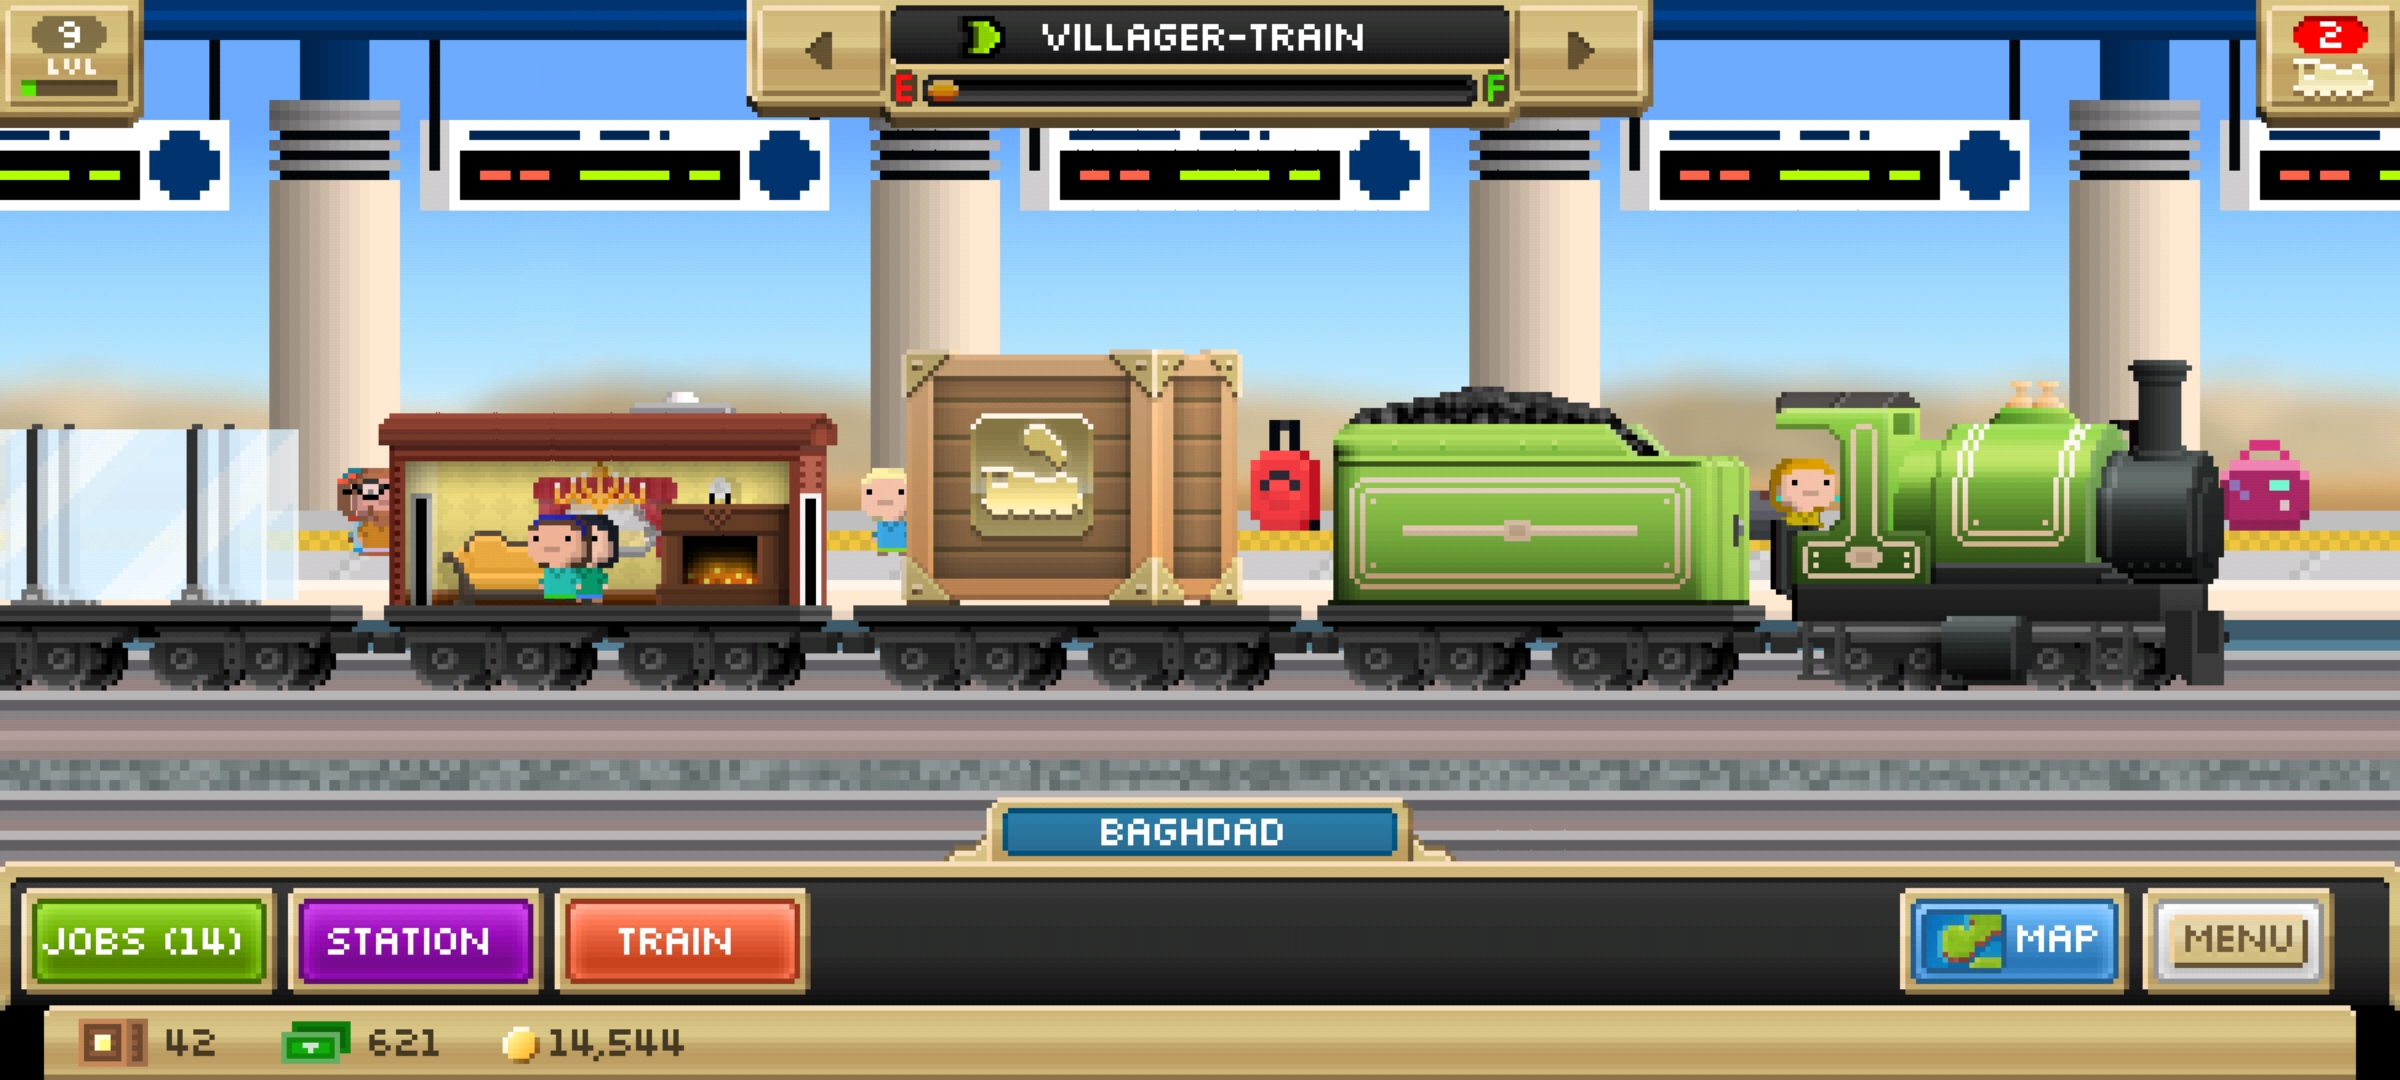 9
LVL
VILLAGER-TRAIN
E F
2
BAGHDAD
JOBS (14)
STATION
TRAIN
MAP
MENU
42
621
14,544